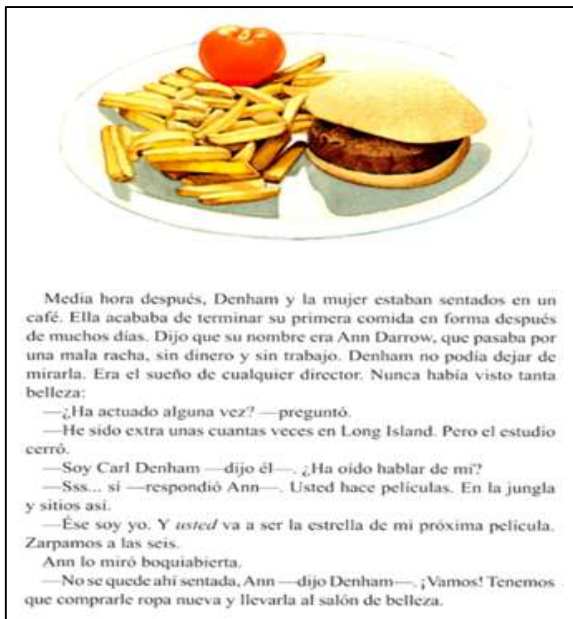 Media hora después, Denham y la mujer estaban sentados en un
café. Ella acababa de terminar su primera comida en forma después
de muchos días. Dijo que su nombre era Ann Darrow, que pasaba por
una mala racha, sin dinero y sin trabajo. Denham no podía dejar de
mirarla. Era el sueño de cualquier director. Nunca había visto tanta
belleza:
—¿Ha actuado alguna vez? —preguntó.
—He sido extra unas cuantas veces en Long Island. Pero el estudio
cerró.
—Soy Carl Denham —dijo él—. ¿Ha oído hablar de mí?
—Sss... sí —respondió Ann—. Usted hace películas. En la jungla
y sitios así.
—Ése soy yo. Y usted va a ser la estrella de mi próxima película.
Zarpamos a las seis.
Ann lo miró boquiabierta.
—No se quede ahí sentada, Ann —dijo Denham—. ¡Vamos! Tenemos
que comprarle ropa nueva y llevarla al salón de belleza.